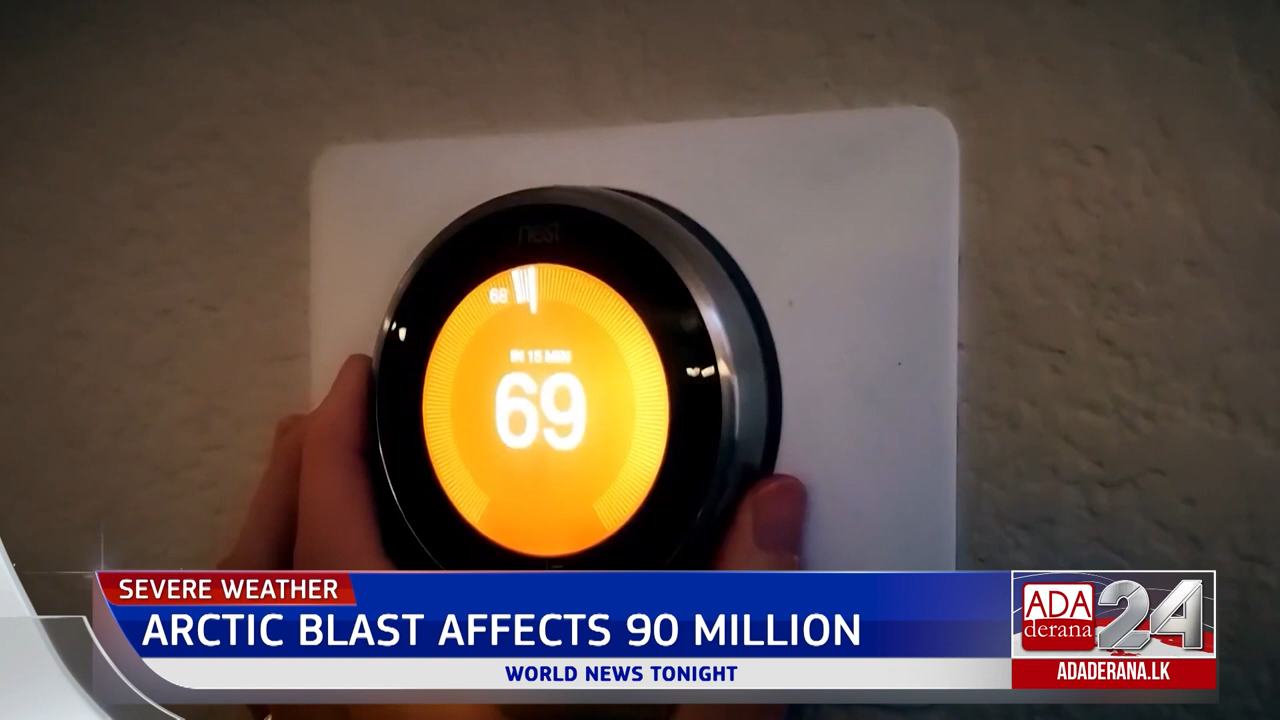 nest
68
IN 15 MIN
69
SEVERE WEATHER
ARCTIC BLAST AFFECTS 90 MILLION
WORLD NEWS TONIGHT
ADA
derana
24
ADADERANA.LK